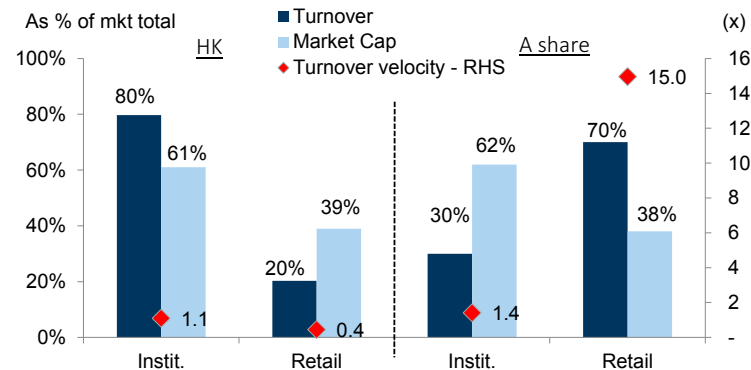 As % of mkt total
Turnover
(x)
HK
Market Cap
A share
Turnover velocity - RHS
100%
80%
60%
40%
20%
0%
80%
61%
20%
39%
30%
62%
70%
38%
1.1
0.4
1.4
15.0
16
14
12
10
8
6
4
2
-
Instit.
Retail
Instit.
Retail